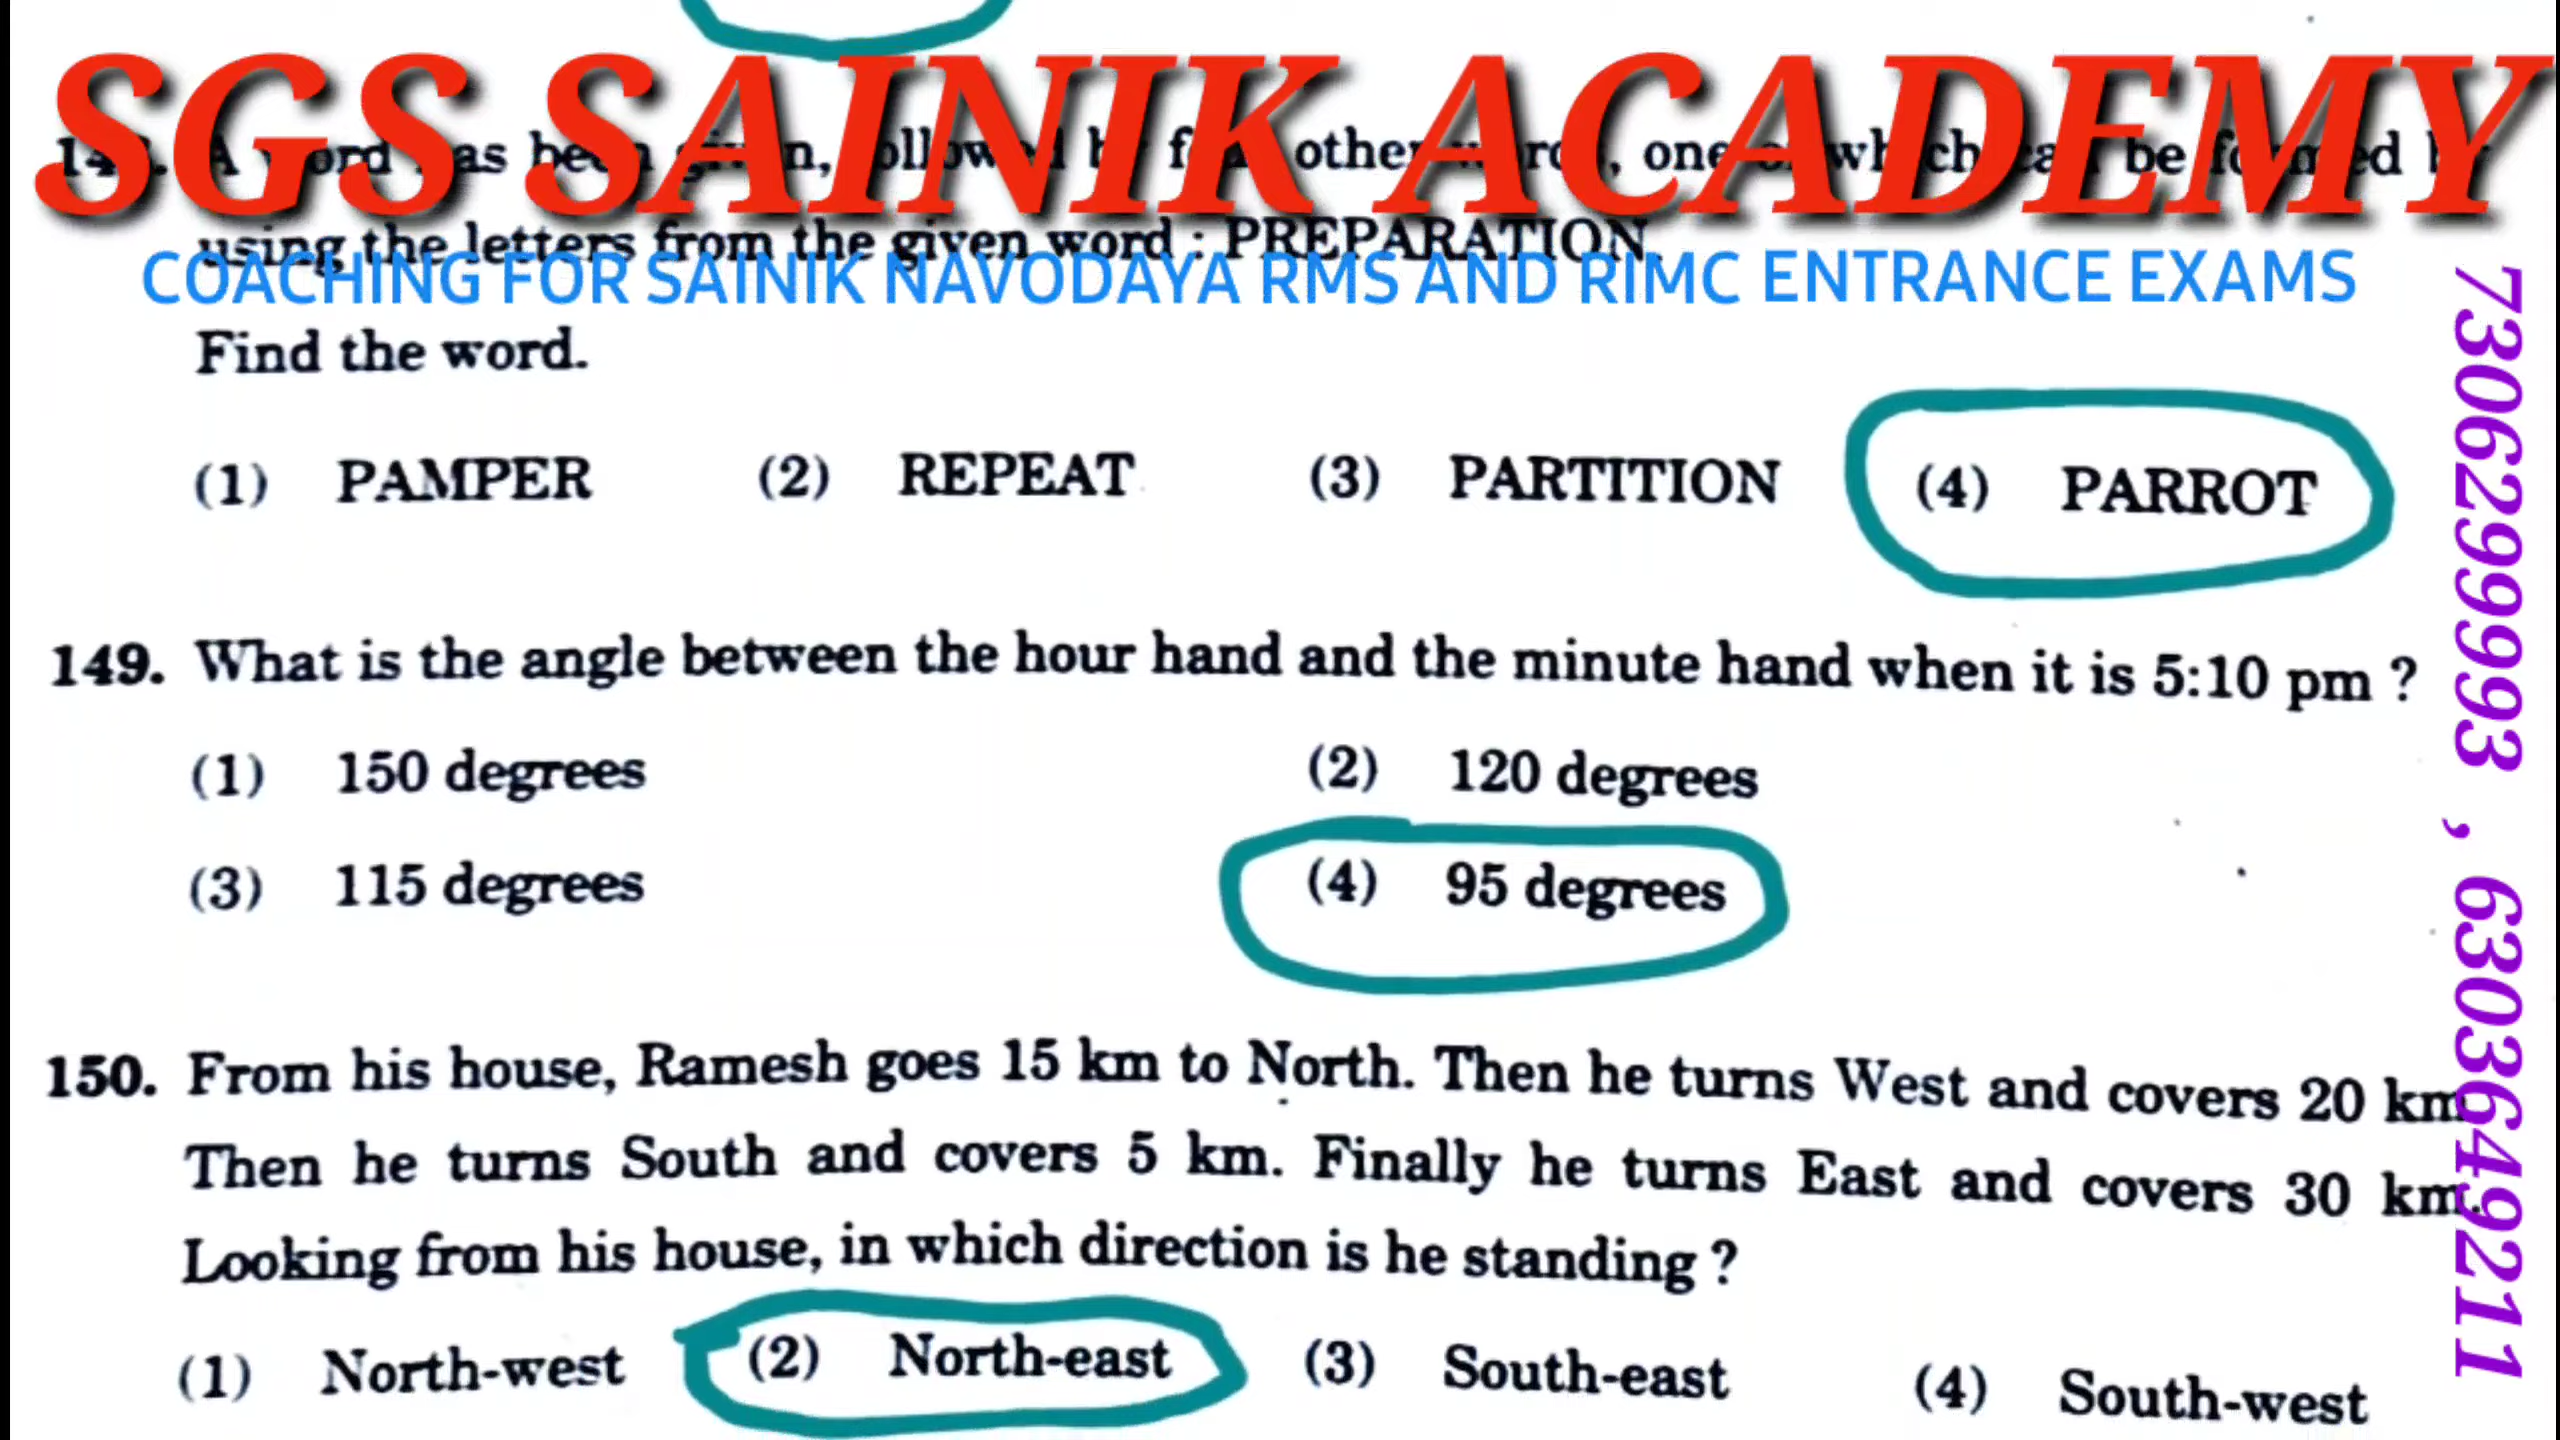 SGS SAINIK ACADEMY
been other one be
using the letters from the given word : PREPARATION.
COACHING FOR SAINIK NAVODAYA RMS AND RIMC ENTRANCE EXAMS
Find the word.
(1) PAMPER (2) REPEAT (3) PARTITION (4) PARROT
149. What is the angle between the hour hand and the minute hand when it is 5:10 pm ?
(1) 150 degrees (2) 120 degrees
(3) 115 degrees (4) 95 degrees
150. From his house, Ramesh goes 15 km to North. Then he turns West and covers 20 km
Then he turns South and covers 5 km. Finally he turns East and covers 30 km.
Looking from his house, in which direction is he standing ?
(1) North-west (2) North-east (3) South-east (4) South-west
7306299993 , 6303649211